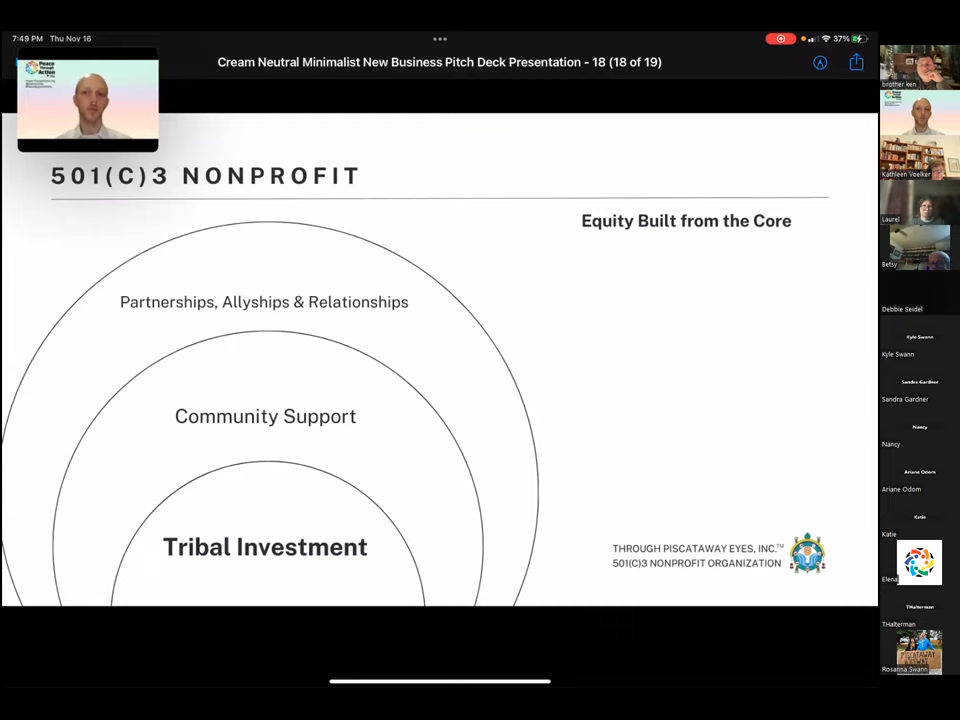 7:49 PM Thu Nov 16
37%
Cream Neutral Minimalist New Business Pitch Deck Presentation - 18 (18 of 19)
Peace
Through
Action
501(C)3 NONPROFIT
Equity Built from the Core
Partnerships, Allyships & Relationships
Community Support
Tribal Investment
THROUGH PISCATAWAY EYES, INC.™
501(C)3 NONPROFIT ORGANIZATION
brother ken
Kathleen Voelker
Laurel
Betsy
Debbie Seidel
Kyle Swann
Kyle Swann
Sandra Gardner
Sandra Gardner
Nancy
Nancy
Ariane Odom
Ariane Odom
Katie
Katie
Elena
THalterman
THalterman
Rosanna Swann